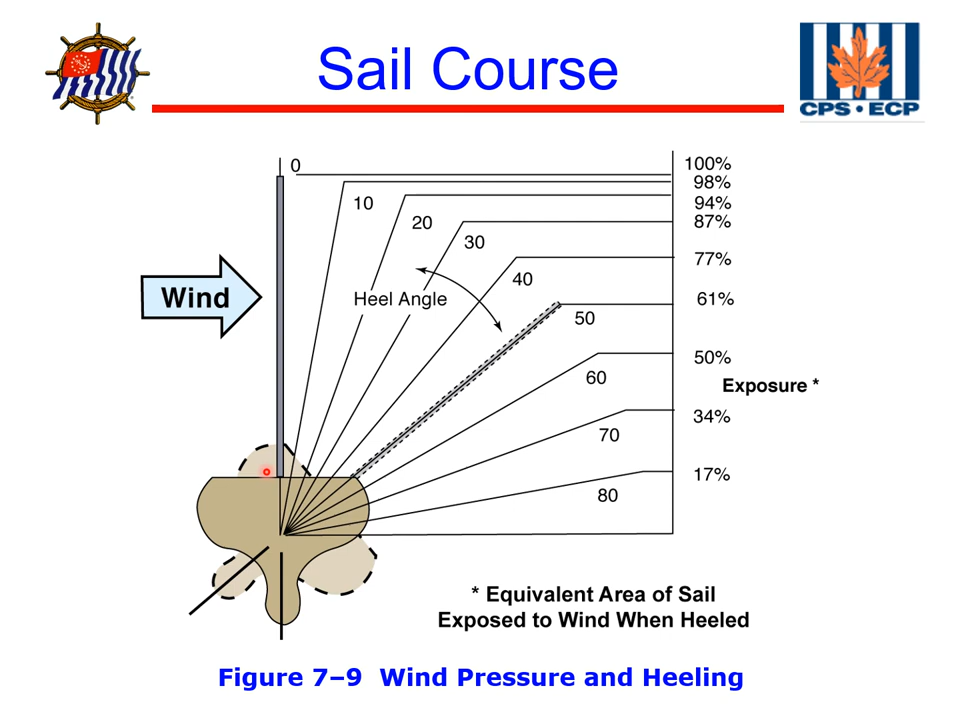 Sail Course
CPS • ECP
0
100%
98%
10
94%
20
87%
30
77%
40
Wind
Heel Angle
61%
50
50%
60
Exposure *
34%
70
17%
80
* Equivalent Area of Sail
Exposed to Wind When Heeled
Figure 7–9 Wind Pressure and Heeling